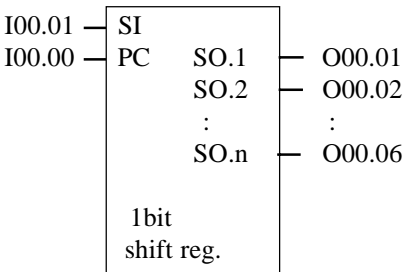 I00.01 SI
I00.00 PC SO.1 O00.01
SO.2 O00.02
: :
SO.n O00.06
1bit
shift reg.